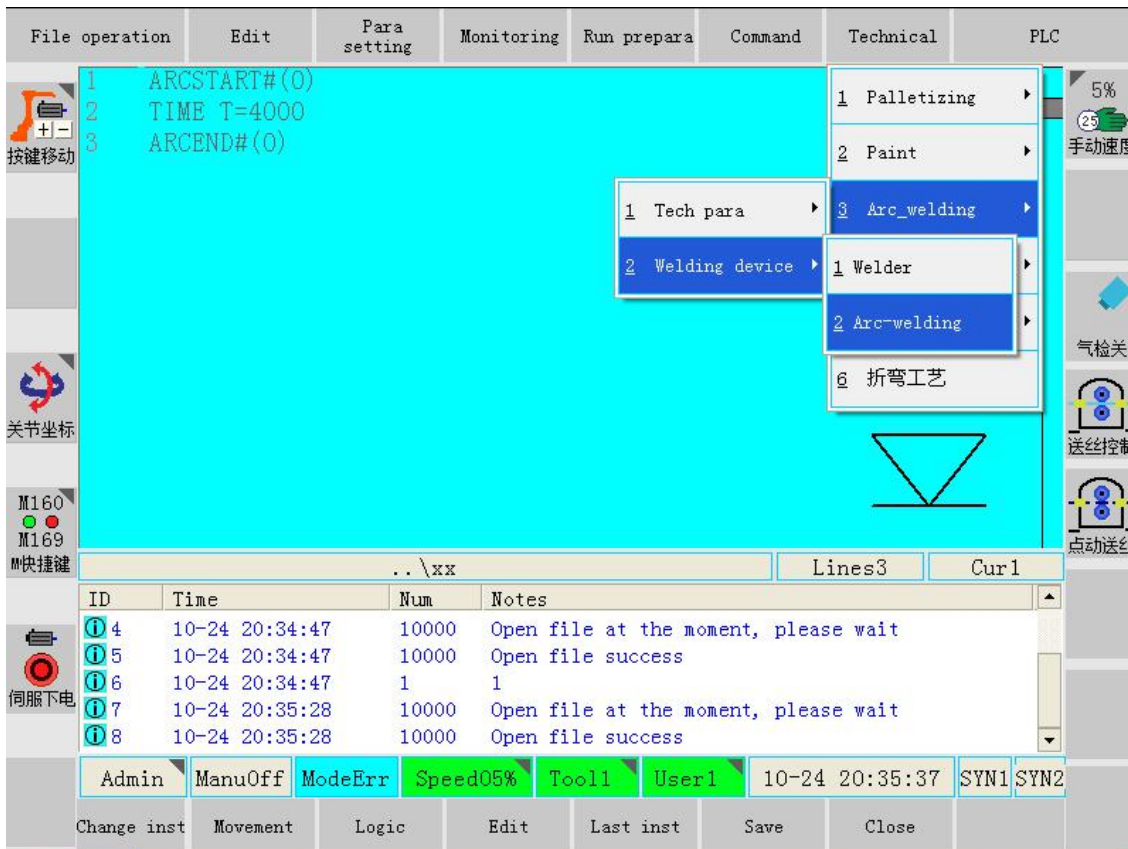 File operation
Edit
Para
setting
Monitoring
Run prepara
Command
Technical
PLC
1 ARCSTART#(0)
2 TIME T=4000
3 ARCEND#(0)
1 Palletizing
2 Paint
3 Arc_welding
1 Tech para
2 Welding device
1 Welder
2 Arc-welding
6 折弯工艺
按键移动
关节坐标
M160
M169
M快捷键
伺服下电
5%
25
手动速度
气检关
送丝控制
点动送丝
..\xx
Lines3
Cur1
ID Time Num Notes
4 10-24 20:34:47 10000 Open file at the moment, please wait
5 10-24 20:34:47 10000 Open file success
6 10-24 20:34:47 1 1
7 10-24 20:35:28 10000 Open file at the moment, please wait
8 10-24 20:35:28 10000 Open file success
Admin ManuOff ModeErr Speed05% Tool1 User1 10-24 20:35:37 SYN1 SYN2
Change inst Movement Logic Edit Last inst Save Close